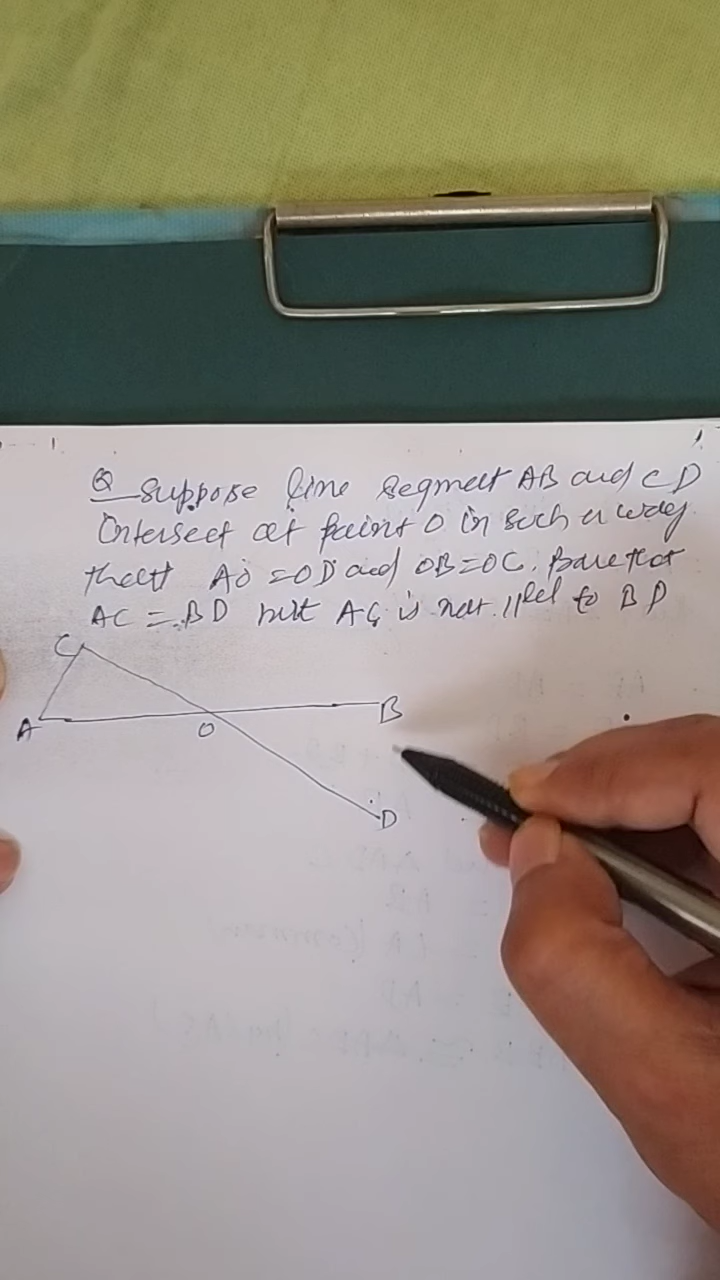 Q Suppose line segment AB and CD
Intersect at point O in such a way
that AO = OD and OB = OC. Prove that
AC = BD but AC is not. ||lel to BD
C
A
O
B
D